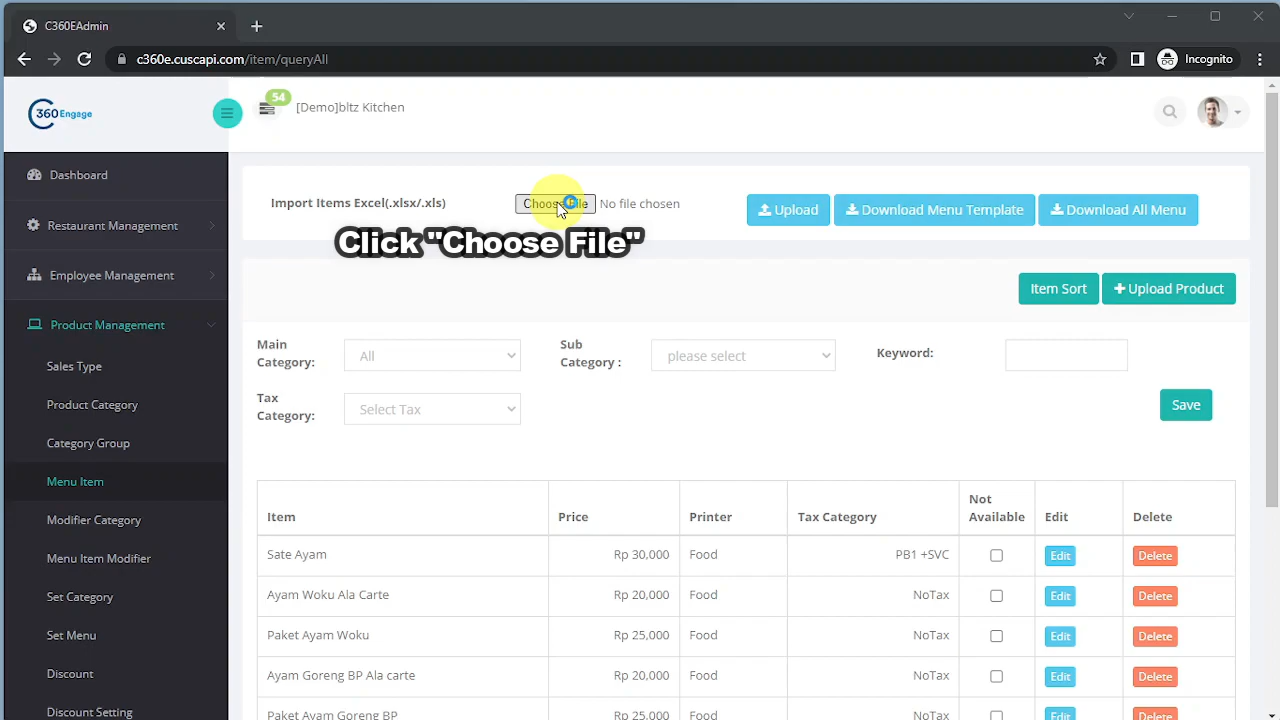 C360EAdmin
c360e.cuscapi.com/item/queryAll
Incognito
360 Engage
54
[Demo]bltz Kitchen
Dashboard
Restaurant Management
Employee Management
Product Management
Sales Type
Product Category
Category Group
Menu Item
Modifier Category
Menu Item Modifier
Set Category
Set Menu
Discount
Discount Setting
Import Items Excel(.xlsx/.xls)
Choose File No file chosen
Upload
Download Menu Template
Download All Menu
Click "Choose File"
Item Sort
Upload Product
Main Category:
All
Sub Category :
please select
Keyword:
Tax Category:
Select Tax
Save
Item Price Printer Tax Category Not Available Edit Delete
Sate Ayam Rp 30,000 Food PB1 +SVC Edit Delete
Ayam Woku Ala Carte Rp 20,000 Food NoTax Edit Delete
Paket Ayam Woku Rp 25,000 Food NoTax Edit Delete
Ayam Goreng BP Ala carte Rp 20,000 Food NoTax Edit Delete
Paket Ayam Goreng BP Rp 25,000 Food NoTax Edit Delete